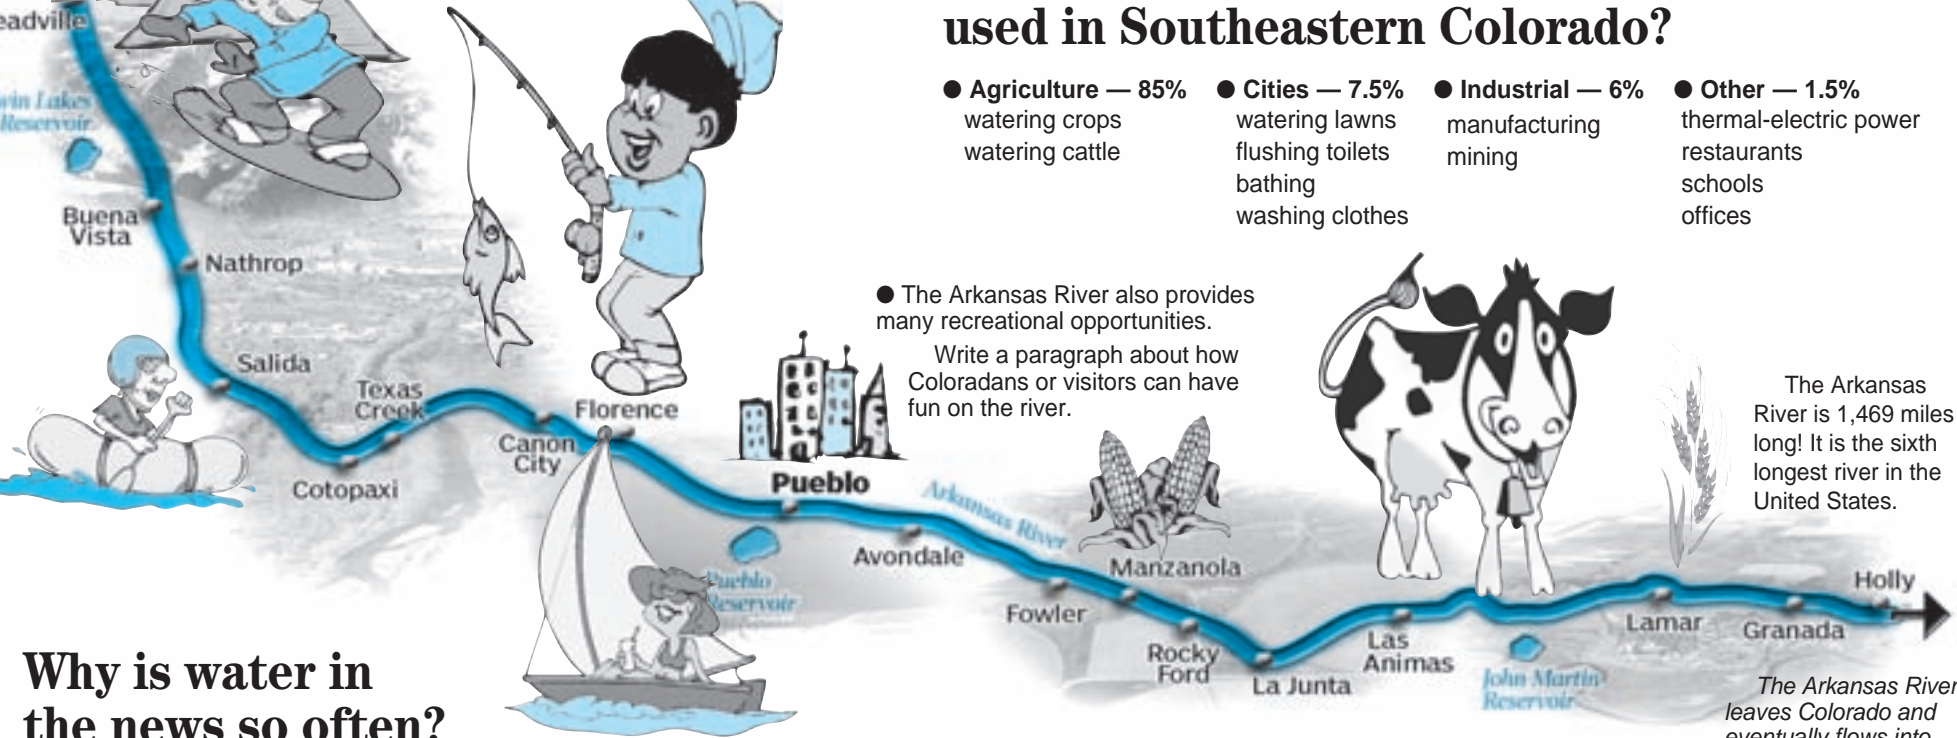 used in Southeastern Colorado?
● Agriculture — 85%
watering crops
watering cattle
● Cities — 7.5%
watering lawns
flushing toilets
bathing
washing clothes
● Industrial — 6%
manufacturing
mining
● Other — 1.5%
thermal-electric power
restaurants
schools
offices
● The Arkansas River also provides
many recreational opportunities.
Write a paragraph about how
Coloradans or visitors can have
fun on the river.
The Arkansas
River is 1,469 miles
long! It is the sixth
longest river in the
United States.
eadville
win Lakes
Reservoir
Buena
Vista
Nathrop
Salida
Texas
Creek
Cotopaxi
Canon
City
Florence
Pueblo
Pueblo
Reservoir
Arkansas River
Avondale
Fowler
Manzanola
Rocky
Ford
La Junta
Las
Animas
John Martin
Reservoir
Lamar
Granada
Holly
The Arkansas River
leaves Colorado and
eventually flows into
Why is water in
the news so often?